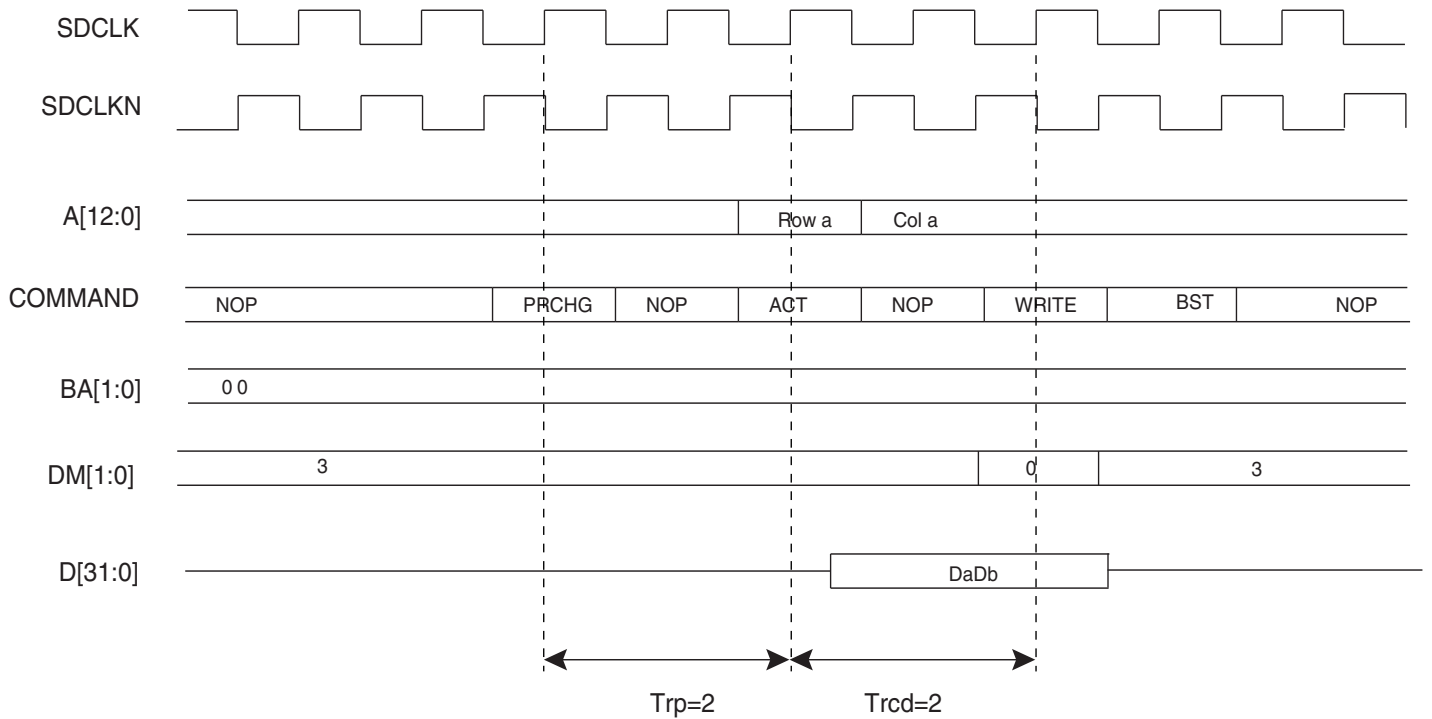 SDCLK
SDCLKN
A[12:0]
Row a
Col a
COMMAND
NOP
PRCHG
NOP
ACT
NOP
WRITE
BST
NOP
BA[1:0]
0 0
DM[1:0]
3
0
3
D[31:0]
DaDb
Trp=2
Trcd=2